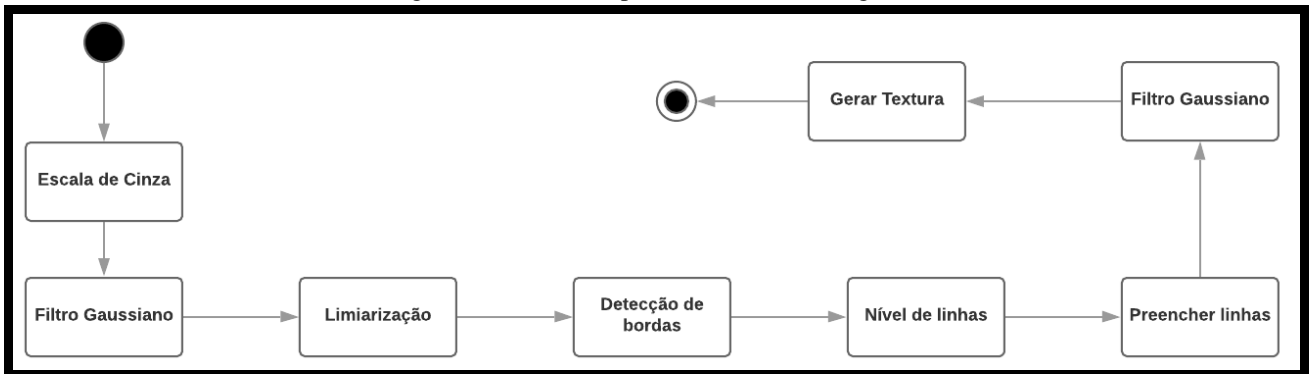 Escala de Cinza
Filtro Gaussiano
Limiarização
Detecção de
bordas
Nível de linhas
Preencher linhas
Filtro Gaussiano
Gerar Textura